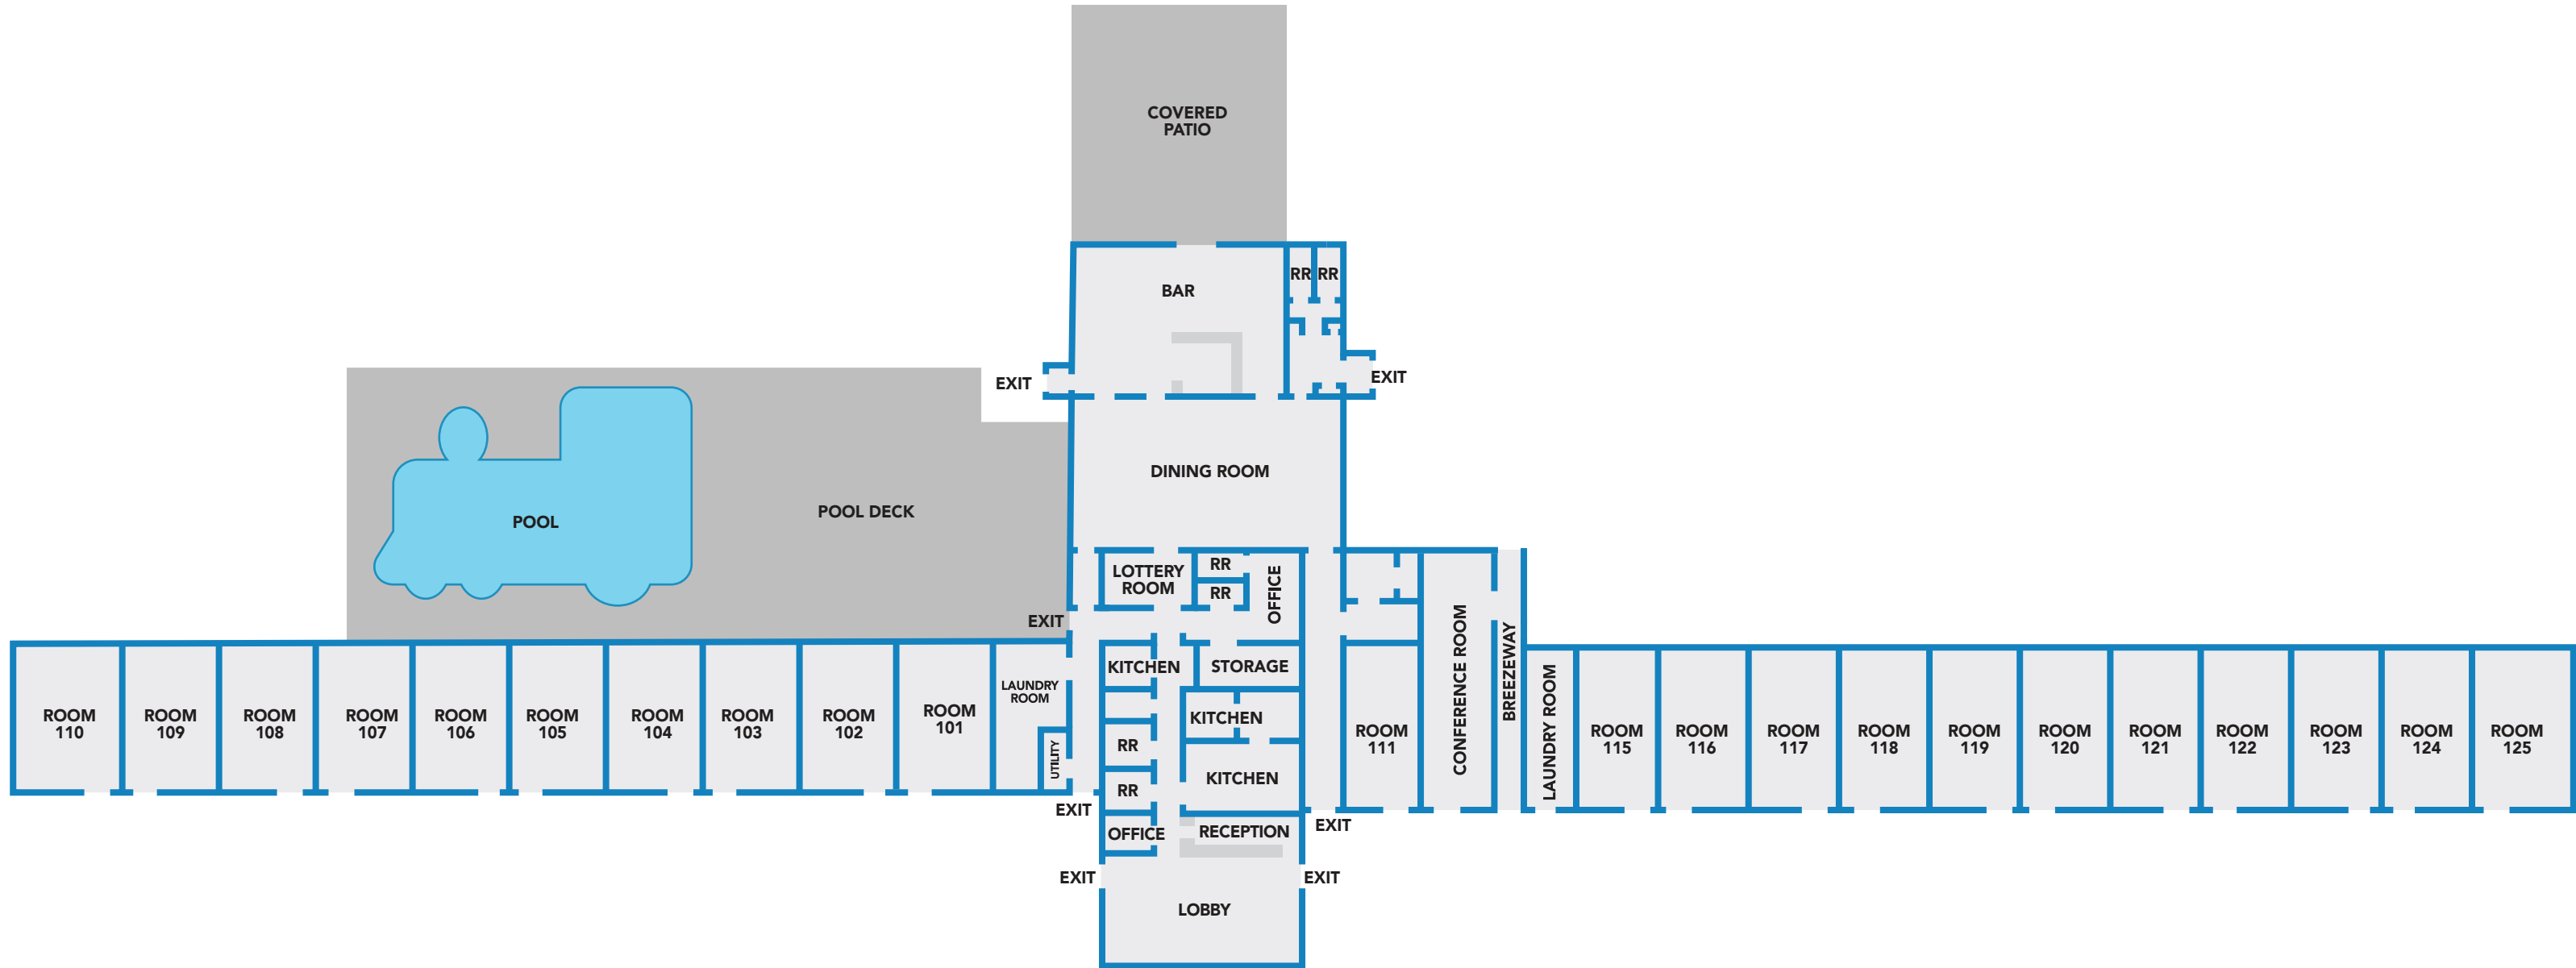 COVERED
PATIO
RR
RR
BAR
EXIT
EXIT
DINING ROOM
POOL DECK
POOL
LOTTERY
ROOM
RR
RR
OFFICE
EXIT
KITCHEN
STORAGE
CONFERENCE ROOM
BREEZEWAY
LAUNDRY
ROOM
LAUNDRY ROOM
ROOM
110
ROOM
109
ROOM
108
ROOM
107
ROOM
106
ROOM
105
ROOM
104
ROOM
103
ROOM
102
ROOM
101
UTILITY
RR
KITCHEN
RR
KITCHEN
ROOM
111
ROOM
115
ROOM
116
ROOM
117
ROOM
118
ROOM
119
ROOM
120
ROOM
121
ROOM
122
ROOM
123
ROOM
124
ROOM
125
EXIT
OFFICE
RECEPTION
EXIT
EXIT
EXIT
LOBBY